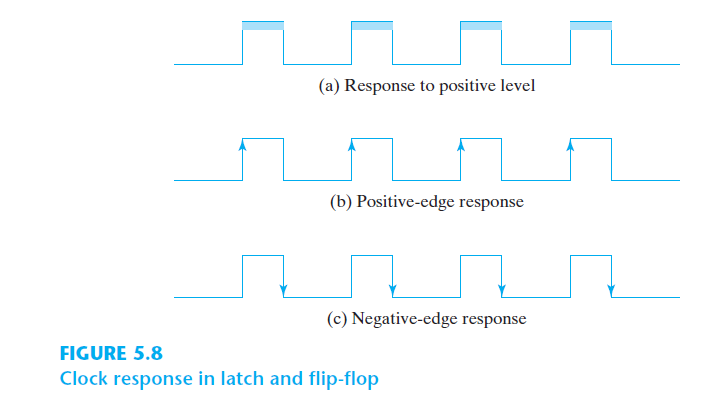 (a) Response to positive level
(b) Positive-edge response
(c) Negative-edge response
FIGURE 5.8
Clock response in latch and flip-flop